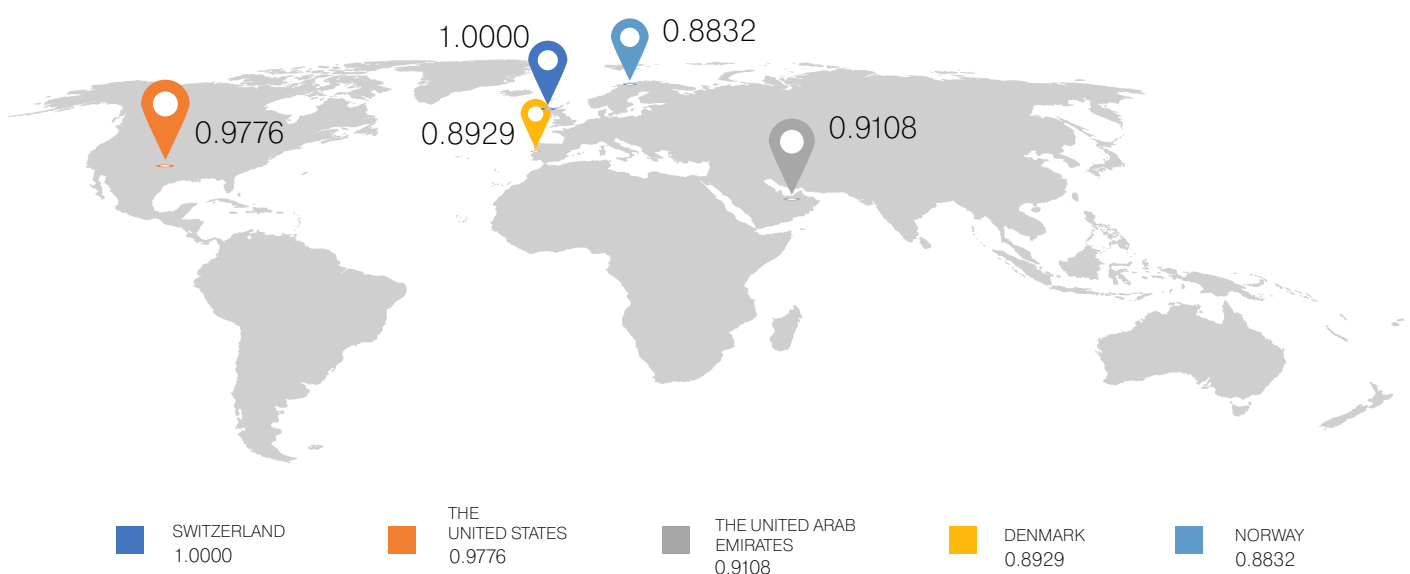 1.0000
0.8832
0.9776
0.8929
0.9108
SWITZERLAND
1.0000
THE
UNITED STATES
0.9776
THE UNITED ARAB
EMIRATES
0.9108
DENMARK
0.8929
NORWAY
0.8832